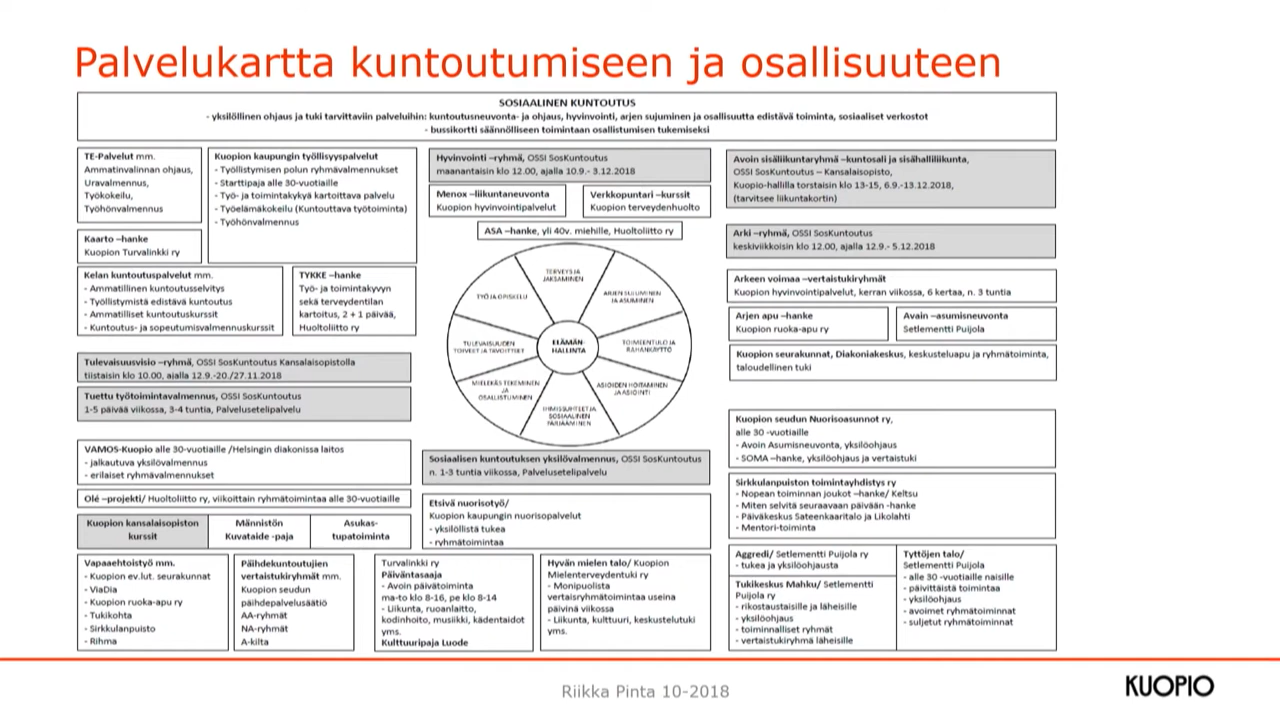 Palvelukartta kuntoutumiseen ja osallisuuteen
SOSIAALINEN KUNTOUTUS
- yksilöllinen ohjaus ja tuki tarvittaviin palveluihin: kuntoutusneuvonta- ja ohjaus, hyvinvointi, arjen sujuminen ja osallisuutta edistävä toiminta, sosiaaliset verkostot
- bussikortti säännölliseen toimintaan osallistumisen tukemiseksi
TE-Palvelut mm.
Ammatinvalinnan ohjaus,
Uravalmennus,
Työkokeilu,
Työhönvalmennus
Kaarto –hanke
Kuopion Turvalinkki ry
Kuopion kaupungin työllisyyspalvelut
- Työllistymisen polun ryhmävalmennukset
- Starttipaja alle 30-vuotiaille
- Työ- ja toimintakykyä kartoittava palvelu
- Työelämäkokeilu (Kuntouttava työtoiminta)
- Työhönvalmennus
Kelan kuntoutuspalvelut mm.
- Ammatillinen kuntoutusselvitys
- Työllistymistä edistävä kuntoutus
- Ammatilliset kuntoutuskurssit
- Kuntoutus- ja sopeutumisvalmennuskurssit
TYKKE –hanke
Työ- ja toimintakyvyn
sekä terveydentilan
kartoitus, 2 + 1 päivää,
Huoltoliitto ry
Tulevaisuusvisio –ryhmä, OSSI SosKuntoutus Kansalaisopistolla
tiistaisin klo 10.00, ajalla 12.9.-20./27.11.2018
Tuettu työtoimintavalmennus, OSSI SosKuntoutus
1-5 päivää viikossa, 3-4 tuntia, Palvelusetelipalvelu
VAMOS-Kuopio alle 30-vuotiaille /Helsingin diakonissa laitos
- jalkautuva yksilövalmennus
- erilaiset ryhmävalmennukset
Olé –projekti/ Huoltoliitto ry, viikoittain ryhmätoimintaa alle 30-vuotiaille
Kuopion kansalaisopiston
kurssit
Männistön
Kuvataide -paja
Asukas-
tupatoiminta
Vapaaehtoistyö mm.
- Kuopion ev.lut. seurakunnat
- ViaDia
- Kuopion ruoka-apu ry
- Tukikohta
- Sirkkulanpuisto
- Rihma
Päihdekuntoutujien
vertaistukiryhmät mm.
Kuopion seudun
päihdepalvelusäätiö
AA-ryhmät
NA-ryhmät
A-kilta
Hyvinvointi –ryhmä, OSSI SosKuntoutus
maanantaisin klo 12.00, ajalla 10.9.- 3.12.2018
Menox –liikuntaneuvonta
Kuopion hyvinvointipalvelut
Verkkopuntari –kurssit
Kuopion terveydenhuolto
ASA –hanke, yli 40v. miehille, Huoltoliitto ry
TERVEYS JA
JAKSAMINEN
ARJEN SUJUMINEN
JA ASUMINEN
TOIMEENTULO JA
RAHANKÄYTTÖ
ASIOIDEN HOITAMINEN
JA ASIOINTI
IHMISSUHTEET JA
SOSIAALINEN
PÄRJÄÄMINEN
MIELEKÄS TEKEMINEN
JA
OSALLISTUMINEN
TULEVAISUUDEN
TOIVEET JA TAVOITTEET
TYÖ JA OPISKELU
ELÄMÄN-
HALLINTA
Sosiaalisen kuntoutuksen yksilövalmennus, OSSI SosKuntoutus
n. 1-3 tuntia viikossa, Palvelusetelipalvelu
Etsivä nuorisotyö/
Kuopion kaupungin nuorisopalvelut
- yksilöllistä tukea
- ryhmätoimintaa
Turvalinkki ry
Päiväntasaaja
- Avoin päivätoiminta
ma-to klo 8-16, pe klo 8-14
- Liikunta, ruoanlaitto,
kodinhoito, musiikki, kädentaidot
yms.
Kulttuuripaja Luode
Hyvän mielen talo/ Kuopion
Mielenterveydentuki ry
- Monipuolista
vertaisryhmätoimintaa useina
päivinä viikossa
- Liikunta, kulttuuri, keskustelutuki
yms.
Avoin sisäliikuntaryhmä –kuntosali ja sisähalliliikunta,
OSSI SosKuntoutus – Kansalaisopisto,
Kuopio-hallilla torstaisin klo 13-15, 6.9.-13.12.2018,
(tarvitsee liikuntakortin)
Arki –ryhmä, OSSI SosKuntoutus
keskiviikkoisin klo 12.00, ajalla 12.9.- 5.12.2018
Arkeen voimaa –vertaistukiryhmät
Kuopion hyvinvointipalvelut, kerran viikossa, 6 kertaa, n. 3 tuntia
Arjen apu –hanke
Kuopion ruoka-apu ry
Avain –asumisneuvonta
Setlementti Puijola
Kuopion seurakunnat, Diakoniakeskus, keskusteluapu ja ryhmätoiminta,
taloudellinen tuki
Kuopion seudun Nuorisoasunnot ry,
alle 30 -vuotiaille
- Avoin Asumisneuvonta, yksilöohjaus
- SOMA –hanke, yksilöohjaus ja vertaistuki
Sirkkulanpuiston toimintayhdistys ry
- Nopean toiminnan joukot –hanke/ Keltsu
- Miten selvitä seuraavaan päivään -hanke
- Päiväkeskus Sateenkaaritalo ja Likolahti
- Mentori-toiminta
Aggredi/ Setlementti Puijola ry
- tukea ja yksilöohjausta
Tukikeskus Mahku/ Setlementti
Puijola ry
- rikostaustaisille ja läheisille
- yksilöohjaus
- toiminnalliset ryhmät
- vertaistukiryhmä läheisille
Tyttöjen talo/
Setlementti Puijola
- alle 30 -vuotiaille naisille
- päivittäistä toimintaa
- yksilöohjaus
- avoimet ryhmätoiminnat
- suljetut ryhmätoiminnat
Riikka Pinta 10-2018
KUOPIO